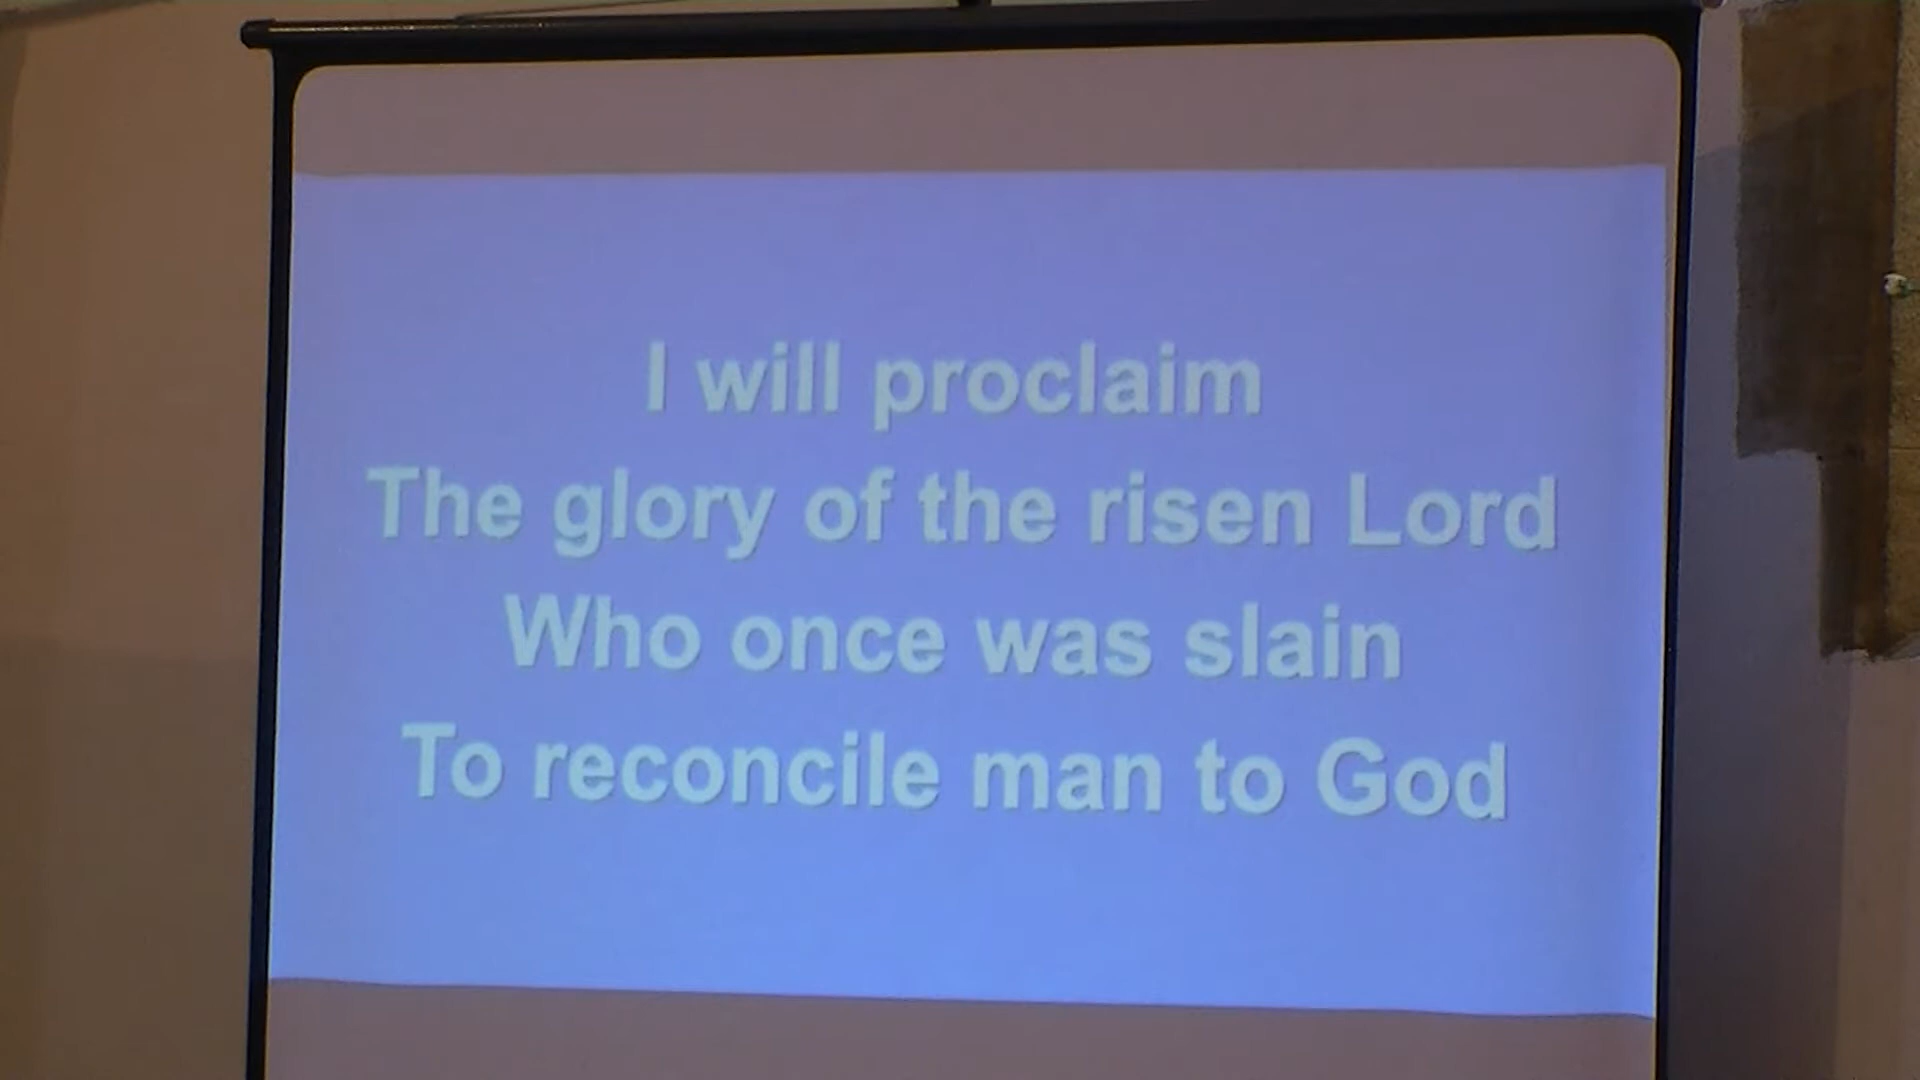 I will proclaim
The glory of the risen Lord
Who once was slain
To reconcile man to God